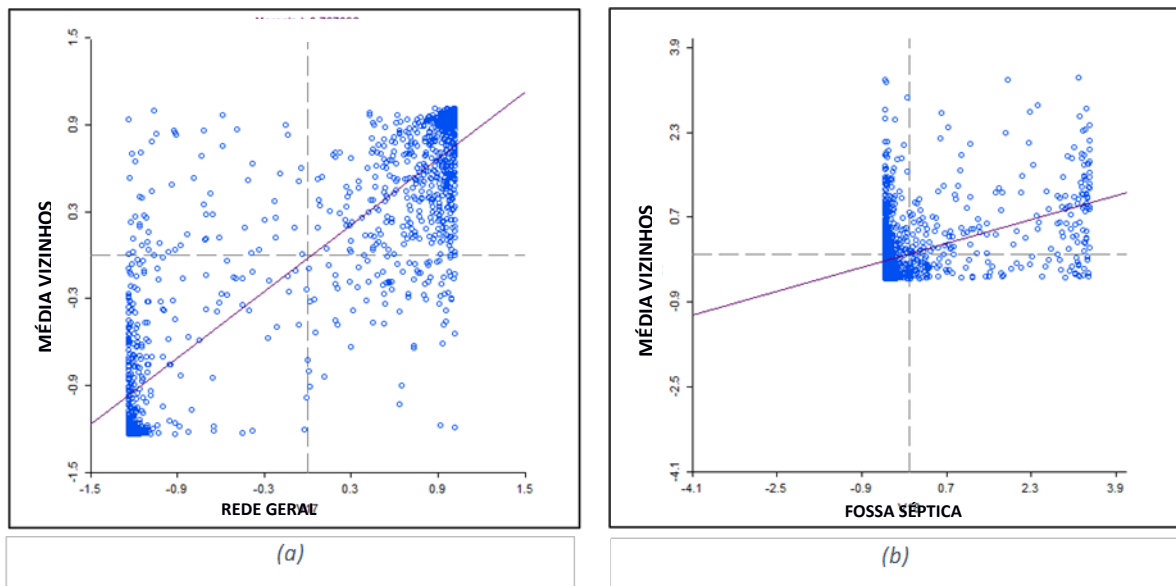 1.5
0.9
0.3
-0.3
-0.9
-1.5
MÉDIA VIZINHOS
-1.5 -0.9 -0.3 0.3 0.9 1.5
REDE GERAL
(a)
3.9
2.3
0.7
-0.9
-2.5
-4.1
MÉDIA VIZINHOS
-4.1 -2.5 -0.9 0.7 2.3 3.9
FOSSA SÉPTICA
(b)